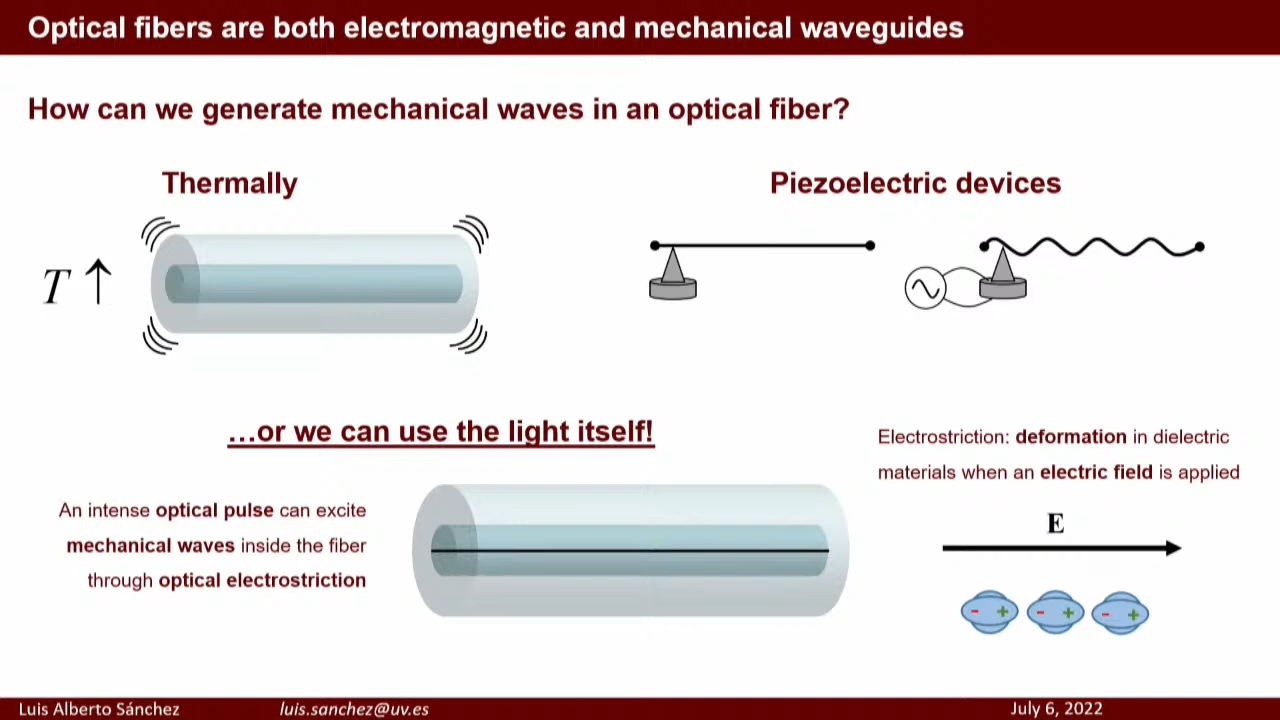 Optical fibers are both electromagnetic and mechanical waveguides
How can we generate mechanical waves in an optical fiber?
Thermally
T ↑
Piezoelectric devices
…or we can use the light itself!
An intense optical pulse can excite
mechanical waves inside the fiber
through optical electrostriction
Electrostriction: deformation in dielectric
materials when an electric field is applied
E
- + - + - +
Luis Alberto Sánchez luis.sanchez@uv.es July 6, 2022